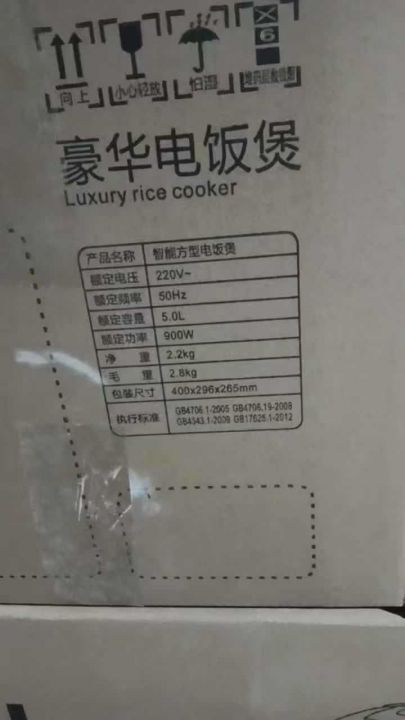 6
向上 小心轻放 怕湿 堆码层数极限
豪华电饭煲
Luxury rice cooker
产品名称 智能方型电饭煲
额定电压 220V~
额定频率 50Hz
额定容量 5.0L
额定功率 900W
净 重 2.2kg
毛 重 2.8kg
包装尺寸 400x296x265mm
执行标准 GB4706.1-2005 GB4706.19-2008
GB4343.1-2009 GB17625.1-2012